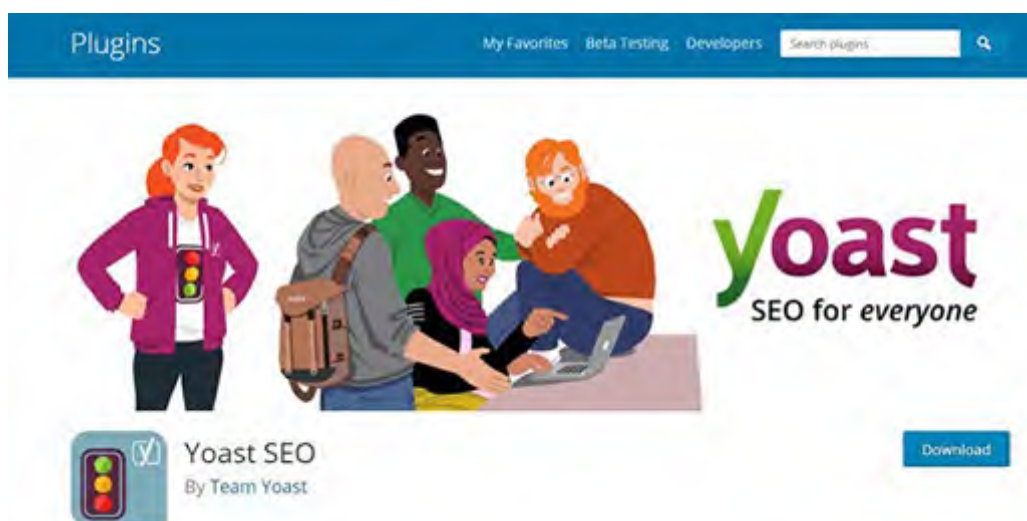 Plugins
My Favorites Beta Testing Developers Search plugins
yoast
SEO for everyone
Yoast SEO
By Team Yoast
Download